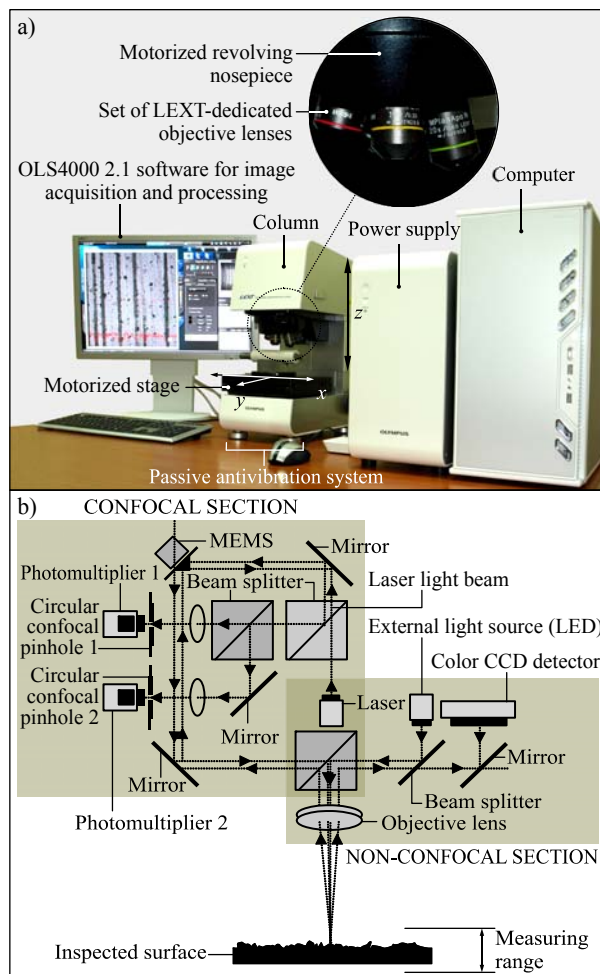 a)
Motorized revolving
nosepiece
Set of LEXT-dedicated
objective lenses
OLS4000 2.1 software for image
acquisition and processing
Column
Power supply
Computer
z
Motorized stage
y
x
OLYMPUS
OLYMPUS
Passive antivibration system
b)
CONFOCAL SECTION
MEMS
Mirror
Photomultiplier 1
Beam splitter
Laser light beam
Circular
confocal
pinhole 1
External light source (LED)
Color CCD detector
Circular
confocal
pinhole 2
Laser
Mirror
Mirror
Mirror
Photomultiplier 2
Beam splitter
Objective lens
NON-CONFOCAL SECTION
Inspected surface
Measuring
range